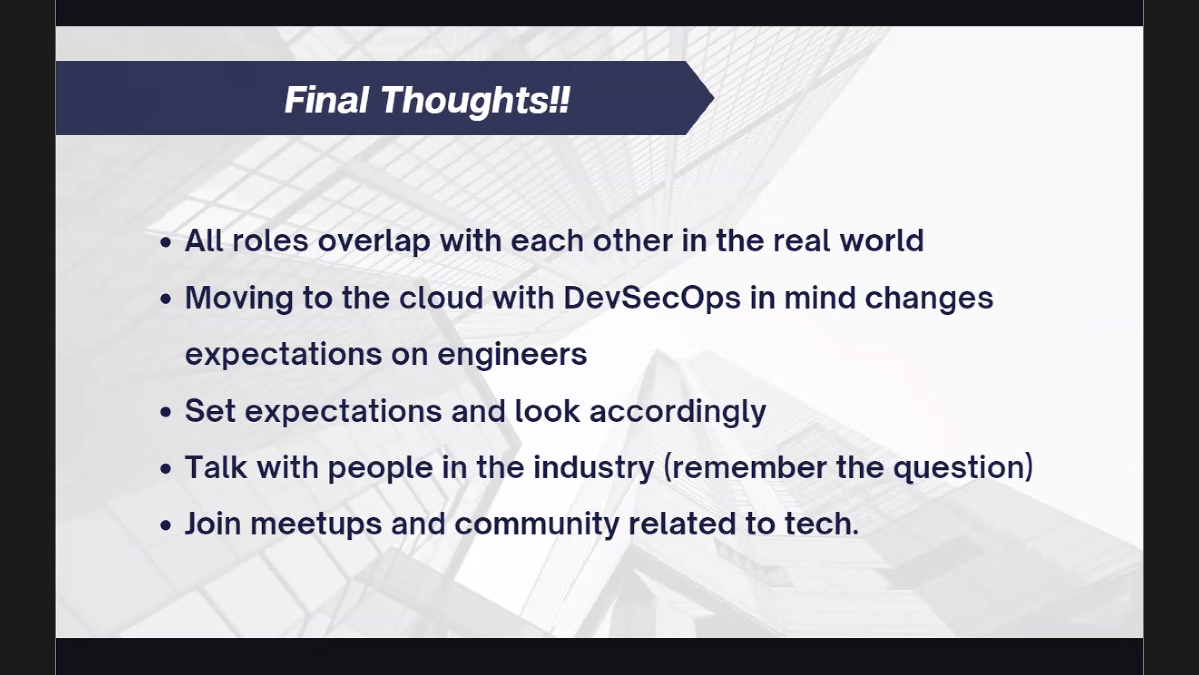 Final Thoughts!!
• All roles overlap with each other in the real world
• Moving to the cloud with DevSecOps in mind changes
expectations on engineers
• Set expectations and look accordingly
• Talk with people in the industry (remember the question)
• Join meetups and community related to tech.